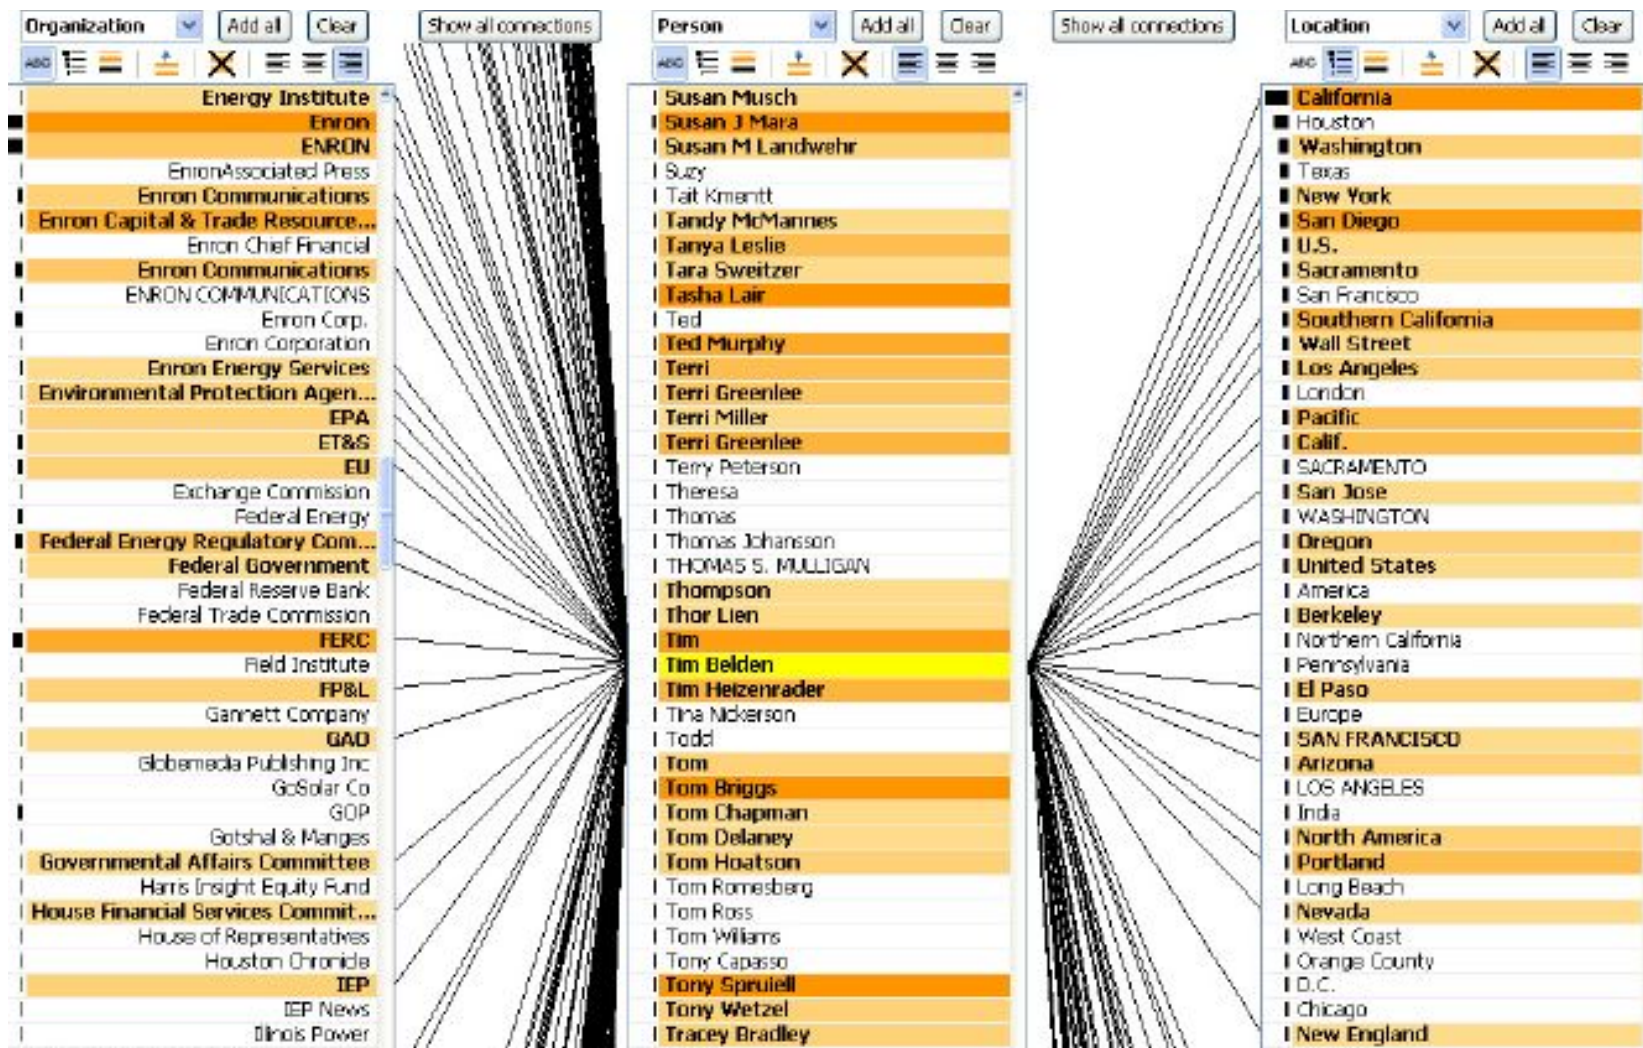 Organization Add all Clear Show all connections Person Add all Clear Show all connections Location Add all Clear
ABC ABC ABC
Energy Institute Susan Musch California
Enron Susan J Mara Houston
ENRON Susan M Landwehr Washington
EnronAssociated Press Suzy Texas
Enron Communications Tait Kmentt New York
Enron Capital & Trade Resource... Tandy McMannes San Diego
Enron Chief Financial Tanya Leslie U.S.
Enron Communications Tara Sweitzer Sacramento
ENRON COMMUNICATIONS Tasha Lair San Francisco
Enron Corp. Ted Southern California
Enron Corporation Ted Murphy Wall Street
Enron Energy Services Terri Los Angeles
Environmental Protection Agen... Terri Greenlee London
EPA Terri Miller Pacific
ET&S Terri Greenlee Calif.
EU Terry Peterson SACRAMENTO
Exchange Commission Theresa San Jose
Federal Energy Thomas WASHINGTON
Federal Energy Regulatory Com... Thomas Johansson Oregon
Federal Government THOMAS S. MULLIGAN United States
Federal Reserve Bank Thompson America
Federal Trade Commission Thor Lien Berkeley
FERC Tim Northern California
Field Institute Tim Belden Pennsylvania
FP&L Tim Heizenrader El Paso
Gannett Company Tina Nickerson Europe
GAO Todd SAN FRANCISCO
Globemedia Publishing Inc Tom Arizona
GoSolar Co Tom Briggs LOS ANGELES
GOP Tom Chapman India
Gotshal & Manges Tom Delaney North America
Governmental Affairs Committee Tom Hoatson Portland
Harris Insight Equity Fund Tom Romesberg Long Beach
House Financial Services Commit... Tom Ross Nevada
House of Representatives Tom Williams West Coast
Houston Chronicle Tony Capasso Orange County
IEP Tony Spruiell D.C.
IEP News Tony Wetzel Chicago
Illinois Power Tracey Bradley New England